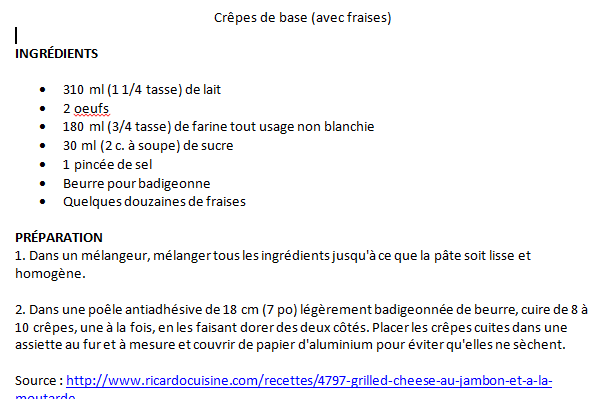 Crêpes de base (avec fraises)
INGRÉDIENTS
• 310 ml (1 1/4 tasse) de lait
• 2 oeufs
• 180 ml (3/4 tasse) de farine tout usage non blanchie
• 30 ml (2 c. à soupe) de sucre
• 1 pincée de sel
• Beurre pour badigeonne
• Quelques douzaines de fraises
PRÉPARATION
1. Dans un mélangeur, mélanger tous les ingrédients jusqu'à ce que la pâte soit lisse et
homogène.
2. Dans une poêle antiadhésive de 18 cm (7 po) légèrement badigeonnée de beurre, cuire de 8 à
10 crêpes, une à la fois, en les faisant dorer des deux côtés. Placer les crêpes cuites dans une
assiette au fur et à mesure et couvrir de papier d'aluminium pour éviter qu'elles ne sèchent.
Source : http://www.ricardocuisine.com/recettes/4797-grilled-cheese-au-jambon-et-a-la-
moutarde